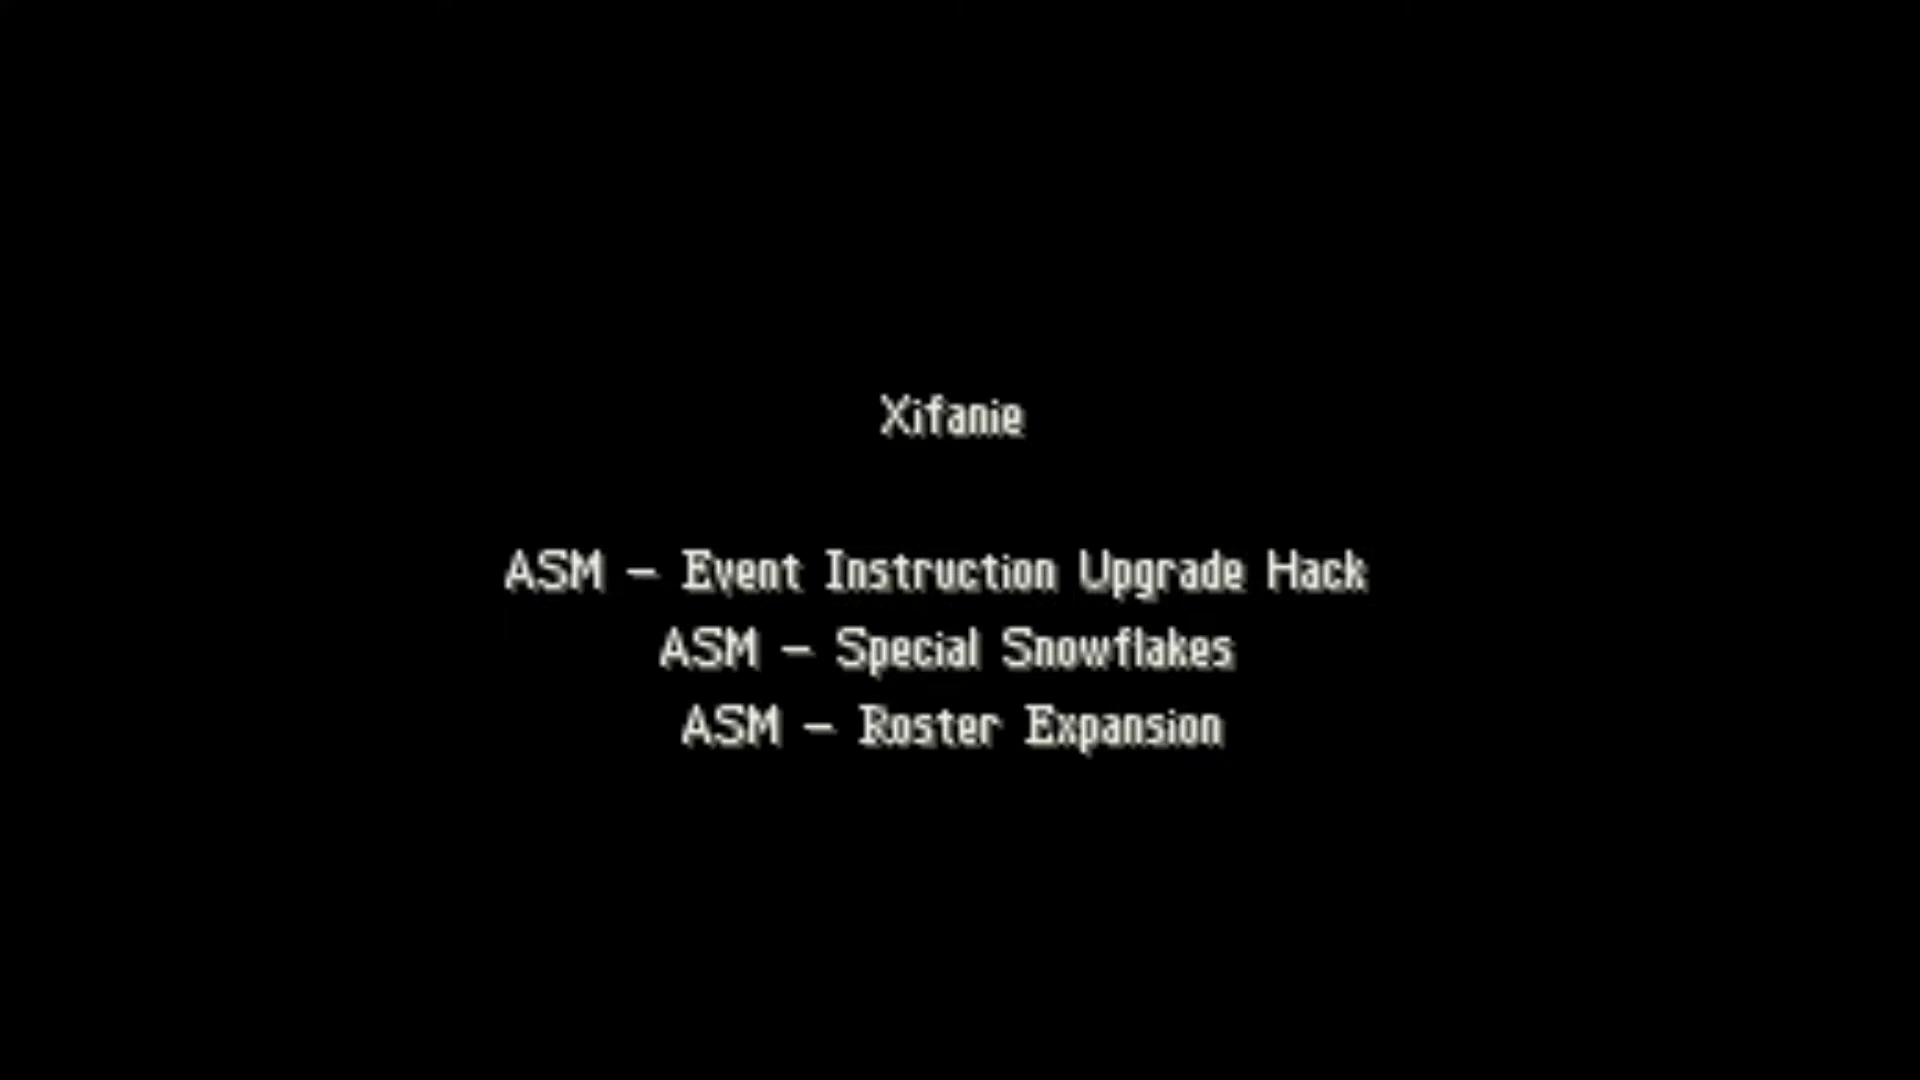 Xifanie
ASM - Event Instruction Upgrade Hack
ASM - Special Snowflakes
ASM - Roster Expansion